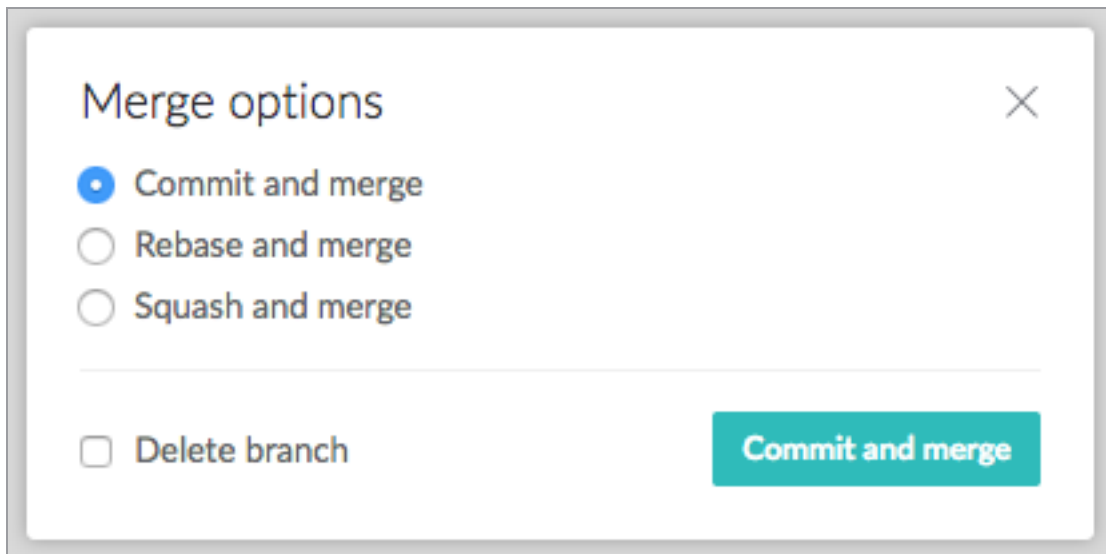 Merge options
Commit and merge
Rebase and merge
Squash and merge
Delete branch
Commit and merge